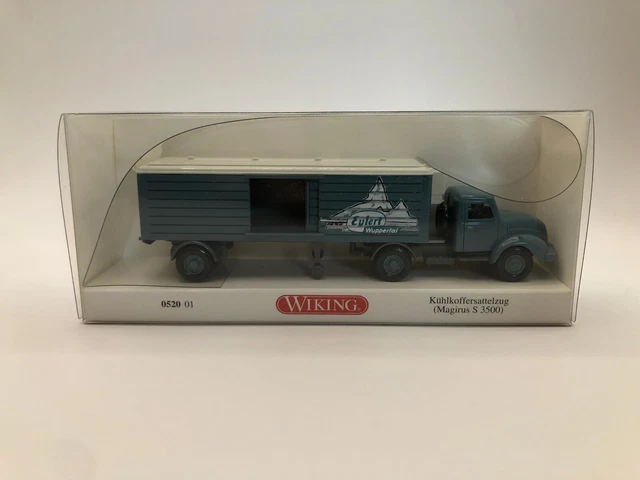 Eufert
Wuppertal
0520 01
WIKING
Kühlkoffersattelzug
(Magirus S 3500)